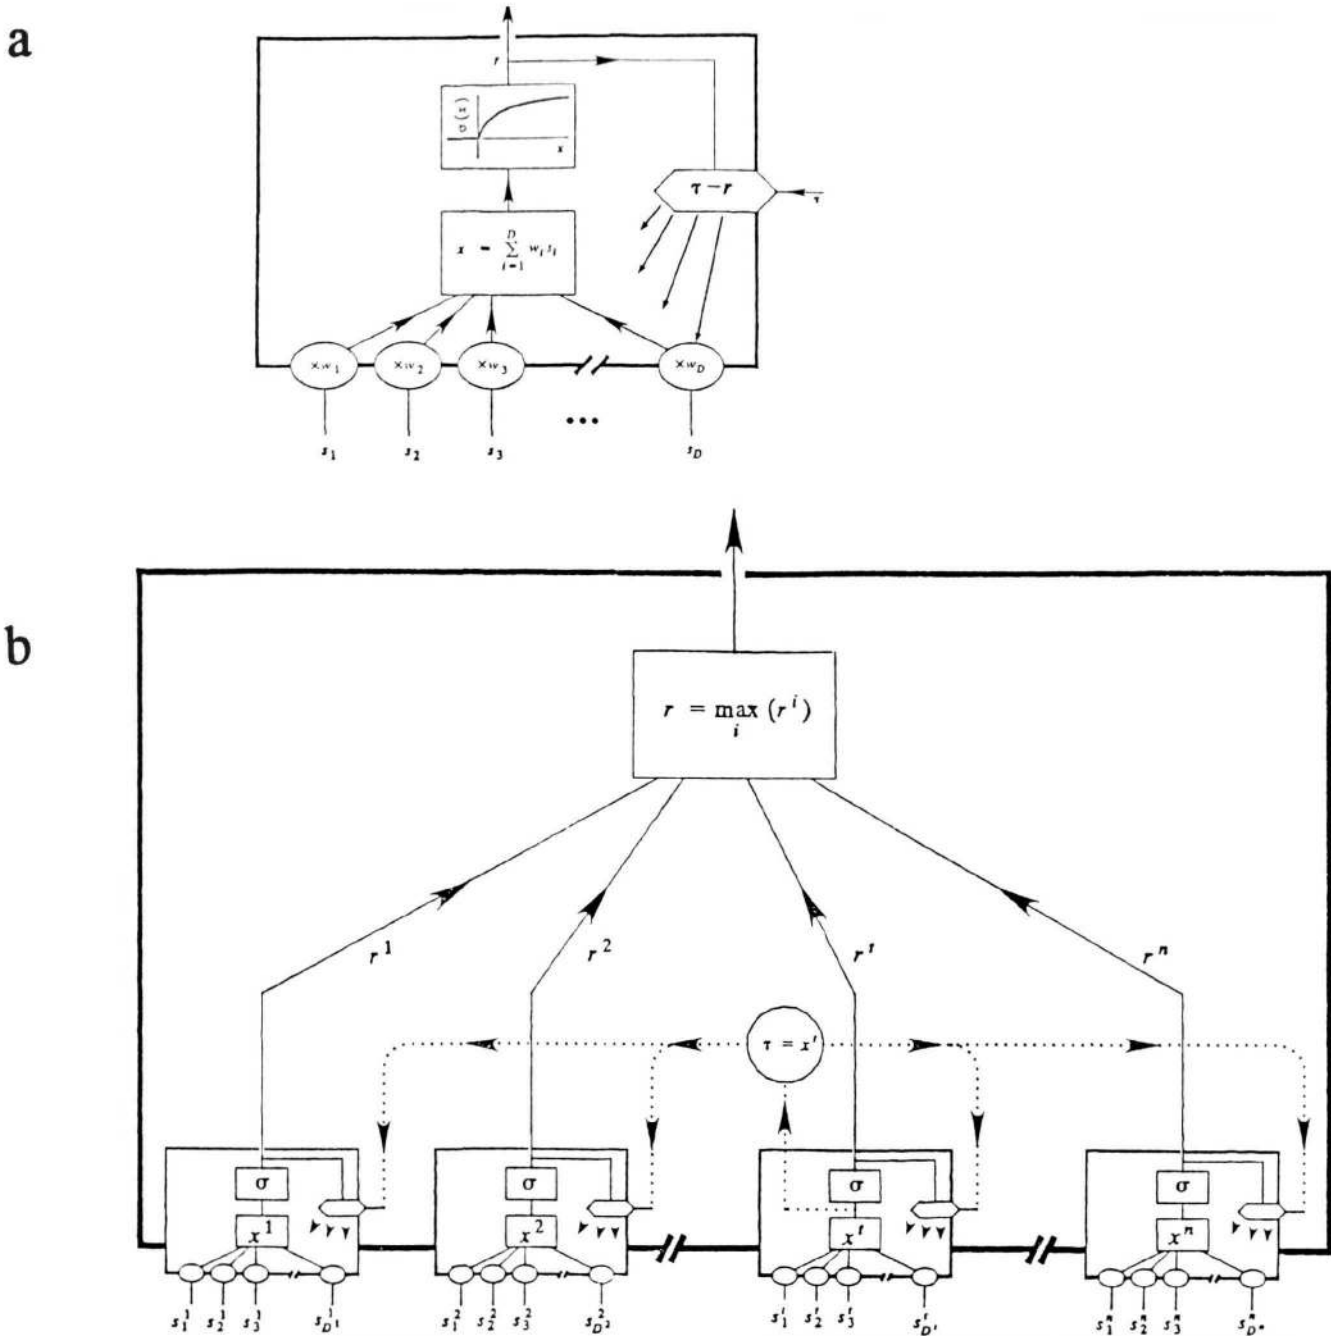 a
r
σ(x)
x
τ − r
τ
x = \sum_{i=1}^{D} w_i s_i
×w_1 ×w_2 ×w_3 ×w_D
•••
s_1 s_2 s_3 s_D
b
r = \max_i (r^i)
r^1 r^2 r^t r^n
τ = x^t
σ σ σ σ
x^1 x^2 x^t x^n
s_1^1 s_2^1 s_3^1 s_{D^1}^1 s_1^2 s_2^2 s_3^2 s_{D^2}^2 s_1^t s_2^t s_3^t s_{D^t}^t s_1^n s_2^n s_3^n s_{D^n}^n